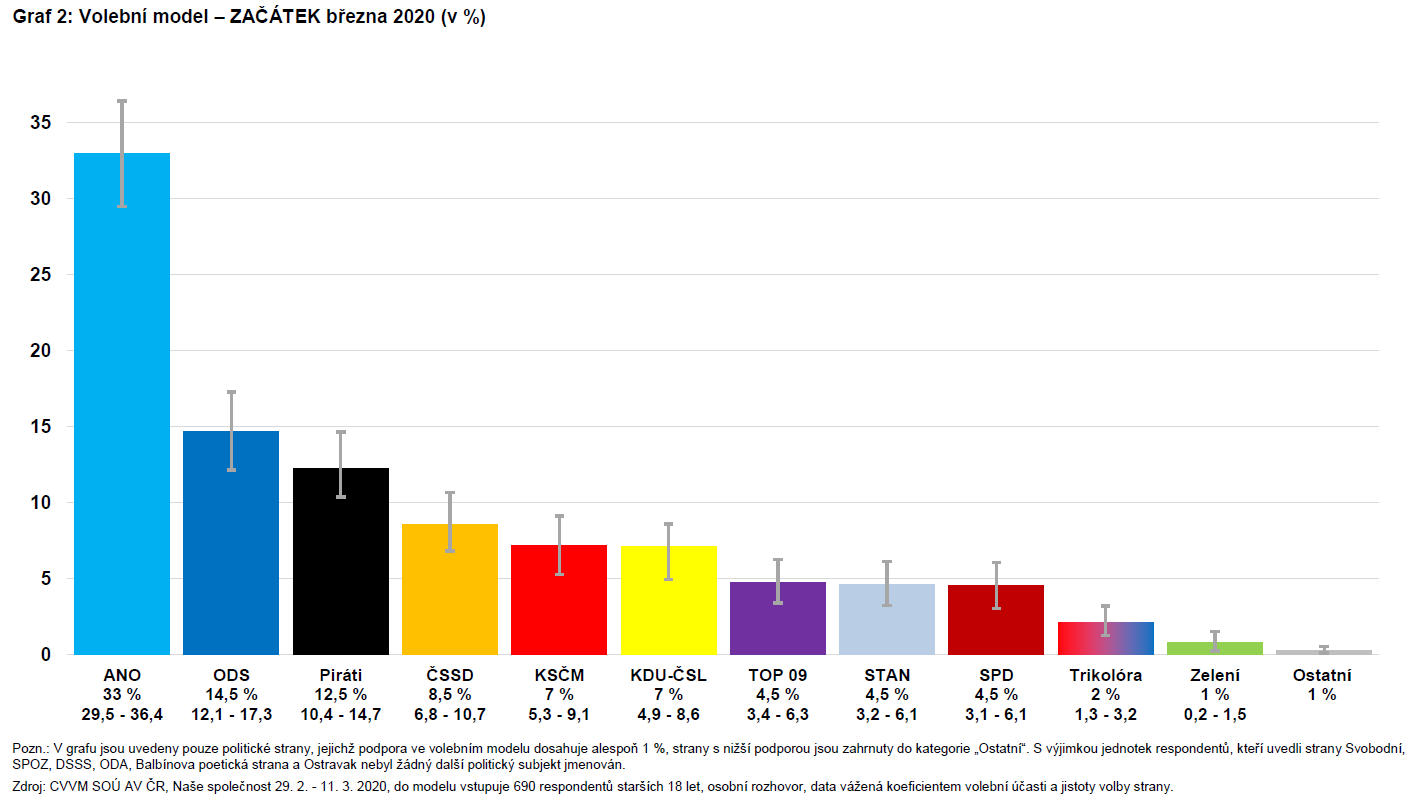 Graf 2: Volební model – ZAČÁTEK března 2020 (v %)
35
30
25
20
15
10
5
0
ANO ODS Piráti ČSSD KSČM KDU-ČSL TOP 09 STAN SPD Trikolóra Zelení Ostatní
33 % 14,5 % 12,5 % 8,5 % 7 % 7 % 4,5 % 4,5 % 4,5 % 2 % 1 % 1 %
29,5 - 36,4 12,1 - 17,3 10,4 - 14,7 6,8 - 10,7 5,3 - 9,1 4,9 - 8,6 3,4 - 6,3 3,2 - 6,1 3,1 - 6,1 1,3 - 3,2 0,2 - 1,5
Pozn.: V grafu jsou uvedeny pouze politické strany, jejichž podpora ve volebním modelu dosahuje alespoň 1 %, strany s nižší podporou jsou zahrnuty do kategorie „Ostatní“. S výjimkou jednotek respondentů, kteří uvedli strany Svobodní,
SPOZ, DSSS, ODA, Balbínova poetická strana a Ostravak nebyl žádný další politický subjekt jmenován.
Zdroj: CVVM SOÚ AV ČR, Naše společnost 29. 2. - 11. 3. 2020, do modelu vstupuje 690 respondentů starších 18 let, osobní rozhovor, data vážená koeficientem volební účasti a jistoty volby strany.